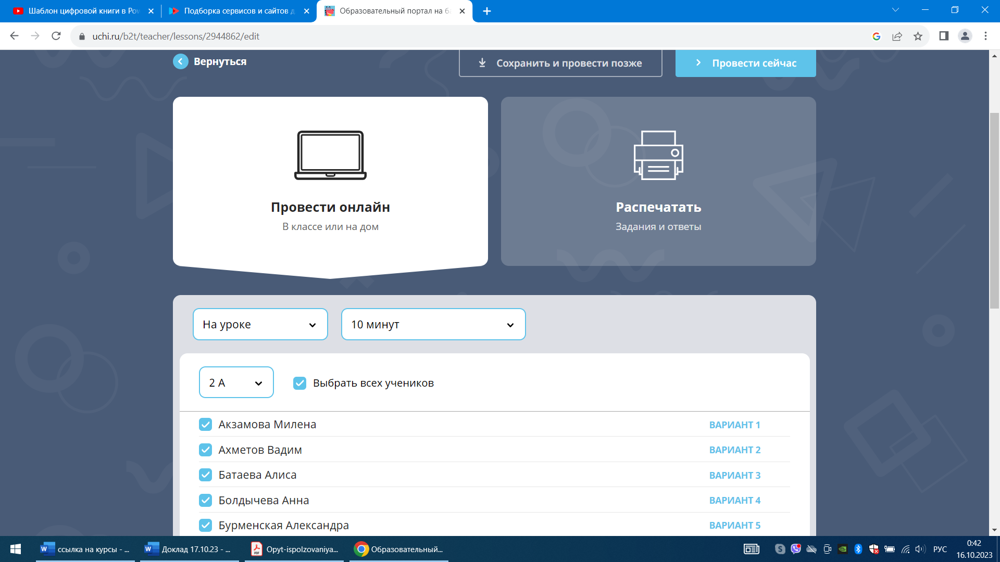 Шаблон цифровой книги в Pow
Подборка сервисов и сайтов д
Образовательный портал на б
uchi.ru/b2t/teacher/lessons/2944862/edit
Вернуться
Сохранить и провести позже
Провести сейчас
Провести онлайн
В классе или на дом
Распечатать
Задания и ответы
На уроке
10 минут
2 А
Выбрать всех учеников
Акзамова Милена ВАРИАНТ 1
Ахметов Вадим ВАРИАНТ 2
Батаева Алиса ВАРИАНТ 3
Болдычева Анна ВАРИАНТ 4
Бурменская Александра ВАРИАНТ 5
ссылка на курсы - ...
Доклад 17.10.23 - ...
Opyt-ispolzovaniya...
Образовательный...
РУС
0:42
16.10.2023